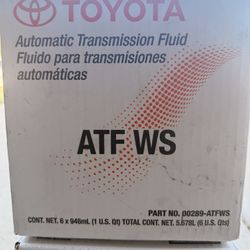 TOYOTA
Automatic Transmission Fluid
Fluido para transmisiones
automáticas
ATF WS
PART NO. 00289-ATFWS
CONT. NET. 6 x 946mL (1 U.S. Qt) TOTAL CONT. NET. 5.678L (6 U.S. Qts)